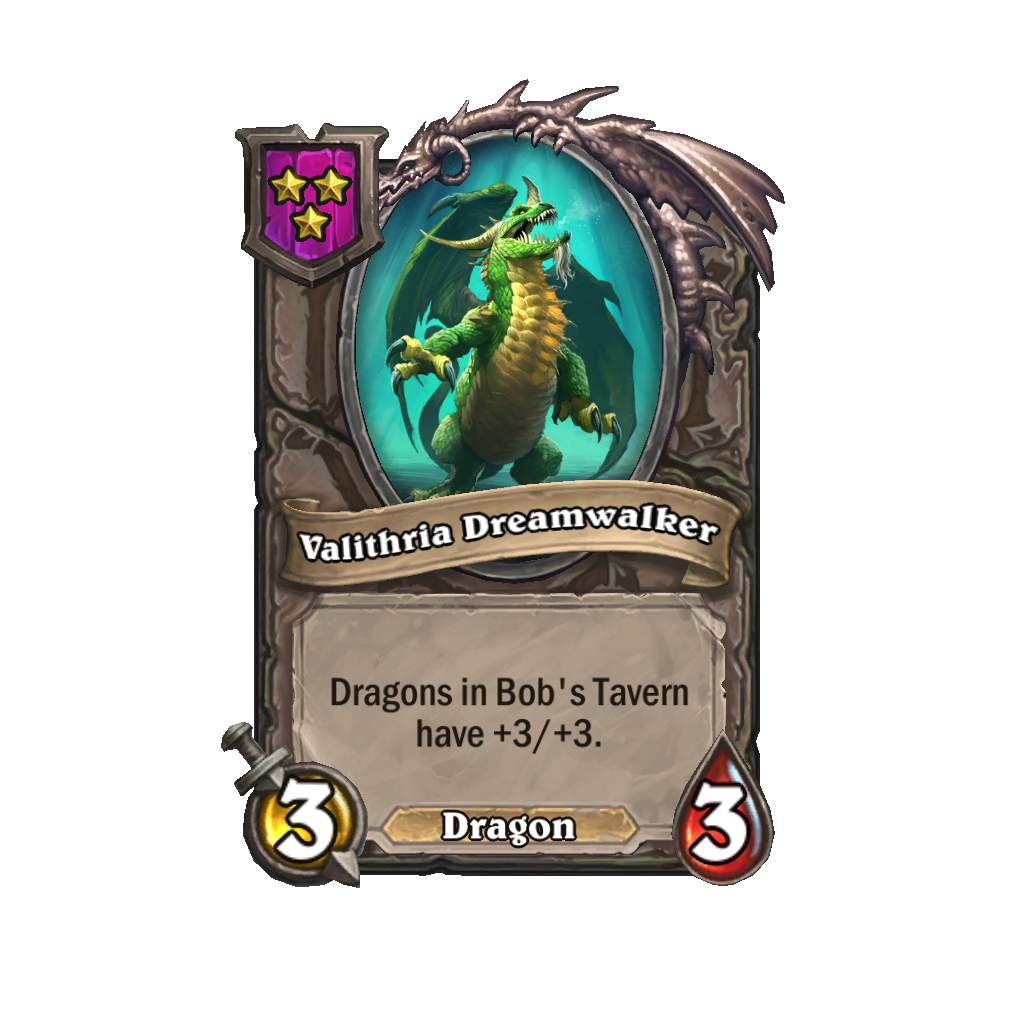 Valithria Dreamwalker
Dragons in Bob's Tavern
have +3/+3.
3
Dragon
3